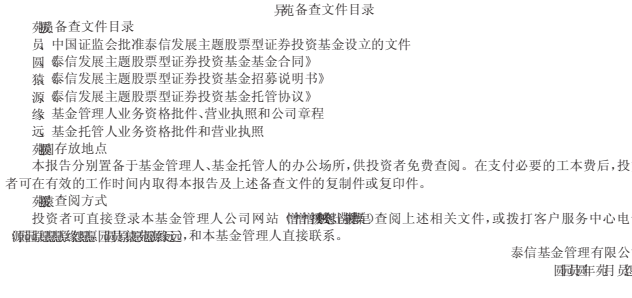 备查文件目录
备查文件目录
员 中国证监会批准泰信发展主题股票型证券投资基金设立的文件
圆 《泰信发展主题股票型证券投资基金基金合同》
猿 《泰信发展主题股票型证券投资基金招募说明书》
源 《泰信发展主题股票型证券投资基金托管协议》
缘 基金管理人业务资格批件、营业执照和公司章程
远 基金托管人业务资格批件和营业执照
存放地点
本报告分别置备于基金管理人、基金托管人的办公场所,供投资者免费查阅。在支付必要的工本费后,投
者可在有效的工作时间内取得本报告及上述备查文件的复制件或复印件。
查阅方式
投资者可直接登录本基金管理人公司网站 查阅上述相关文件,或拨打客户服务中心电
,和本基金管理人直接联系。
泰信基金管理有限公
年 月